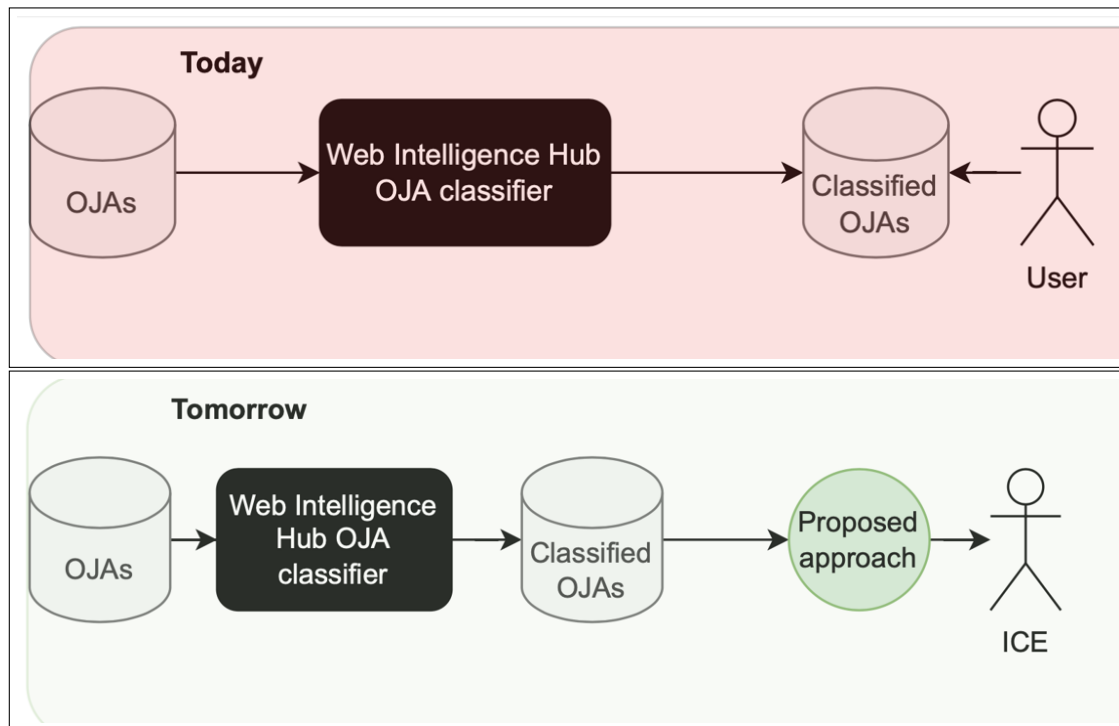 Today
OJAs
Web Intelligence Hub
OJA classifier
Classified
OJAs
User
Tomorrow
OJAs
Web Intelligence
Hub OJA
classifier
Classified
OJAs
Proposed
approach
ICE